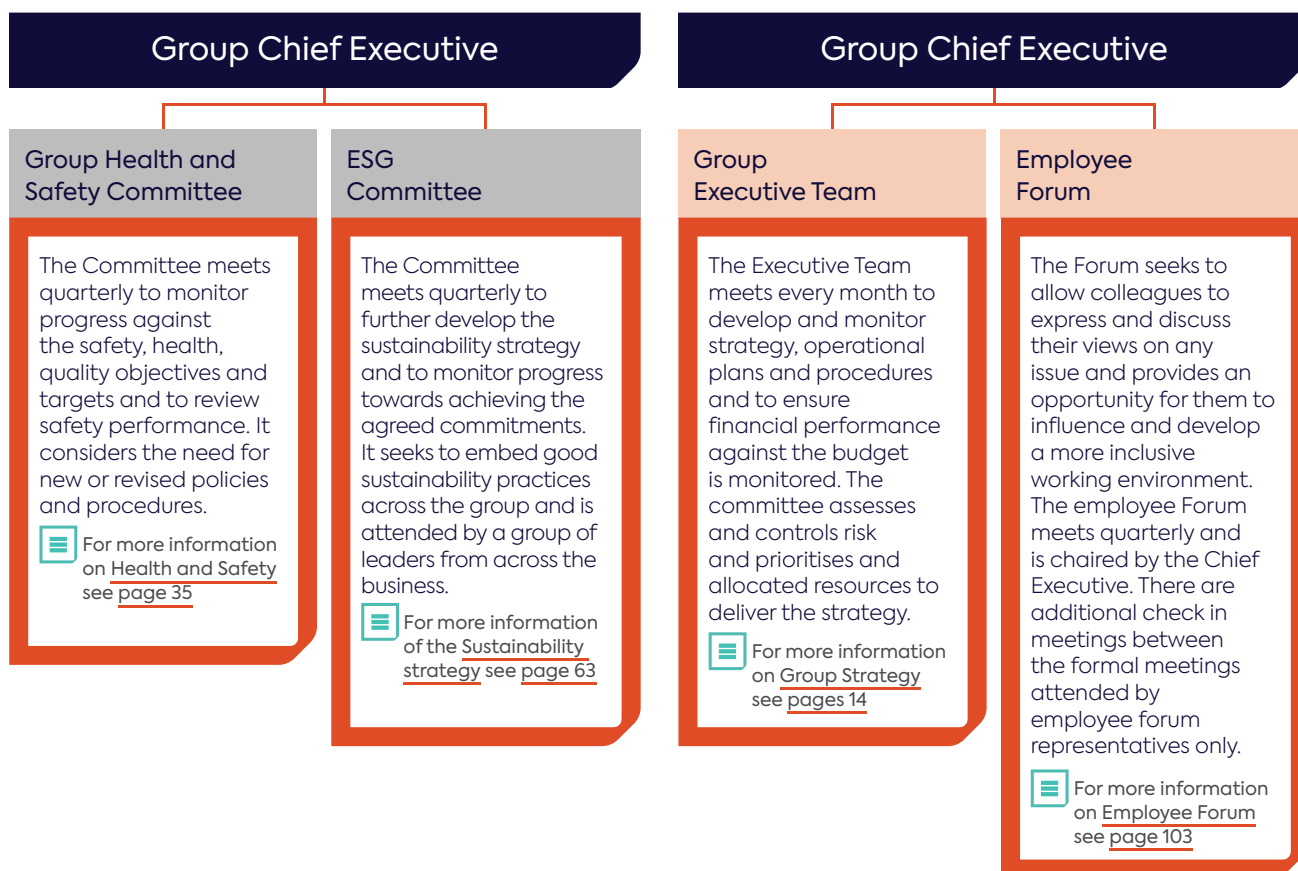 Group Chief Executive
Group Health and
Safety Committee
The Committee meets
quarterly to monitor
progress against
the safety, health,
quality objectives and
targets and to review
safety performance. It
considers the need for
new or revised policies
and procedures.
For more information
on Health and Safety
see page 35
ESG
Committee
The Committee
meets quarterly to
further develop the
sustainability strategy
and to monitor progress
towards achieving the
agreed commitments.
It seeks to embed good
sustainability practices
across the group and is
attended by a group of
leaders from across the
business.
For more information
of the Sustainability
strategy see page 63
Group Chief Executive
Group
Executive Team
The Executive Team
meets every month to
develop and monitor
strategy, operational
plans and procedures
and to ensure
financial performance
against the budget
is monitored. The
committee assesses
and controls risk
and prioritises and
allocated resources to
deliver the strategy.
For more information
on Group Strategy
see pages 14
Employee
Forum
The Forum seeks to
allow colleagues to
express and discuss
their views on any
issue and provides an
opportunity for them to
influence and develop
a more inclusive
working environment.
The employee Forum
meets quarterly and
is chaired by the Chief
Executive. There are
additional check in
meetings between
the formal meetings
attended by
employee forum
representatives only.
For more information
on Employee Forum
see page 103